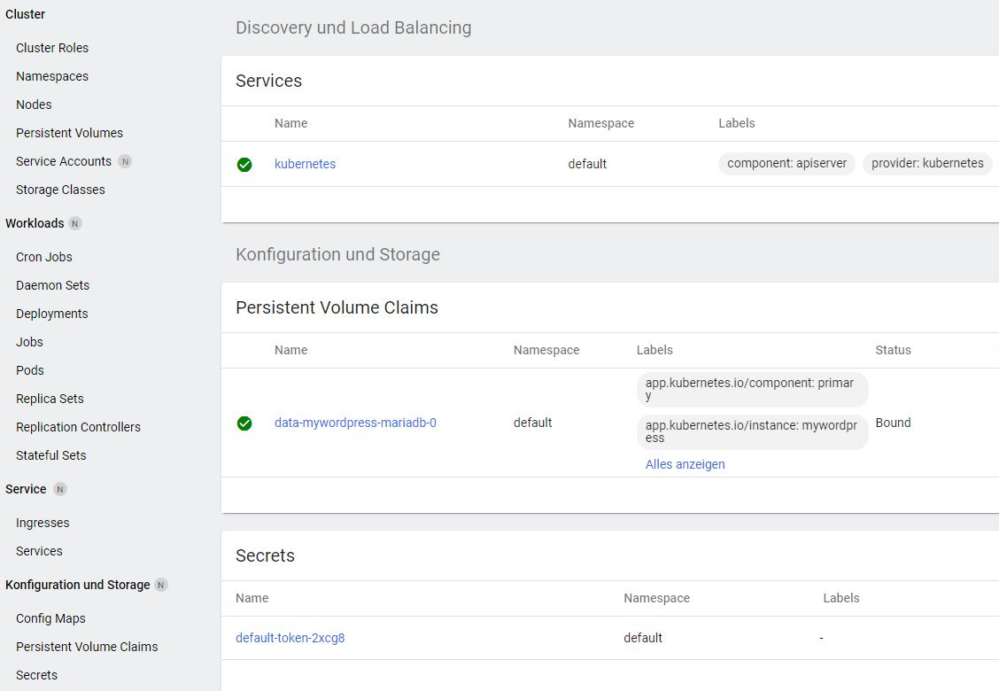 Cluster
Cluster Roles
Namespaces
Nodes
Persistent Volumes
Service Accounts N
Storage Classes
Workloads N
Cron Jobs
Daemon Sets
Deployments
Jobs
Pods
Replica Sets
Replication Controllers
Stateful Sets
Service N
Ingresses
Services
Konfiguration und Storage N
Config Maps
Persistent Volume Claims
Secrets
Discovery und Load Balancing
Services
Name Namespace Labels
kubernetes default component: apiserver provider: kubernetes
Konfiguration und Storage
Persistent Volume Claims
Name Namespace Labels Status
data-mywordpress-mariadb-0 default
app.kubernetes.io/component: primar
y
app.kubernetes.io/instance: mywordpr
ess
Alles anzeigen
Bound
Secrets
Name Namespace Labels
default-token-2xcg8 default -